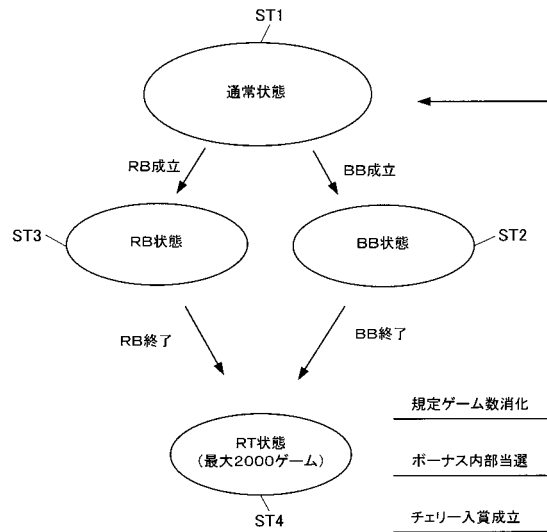 ST1
通常状態
RB成立
BB成立
ST3
RB状態
BB状態
ST2
RB終了
BB終了
規定ゲーム数消化
RT状態
(最大2000ゲーム)
ボーナス内部当選
ST4
チェリー入賞成立